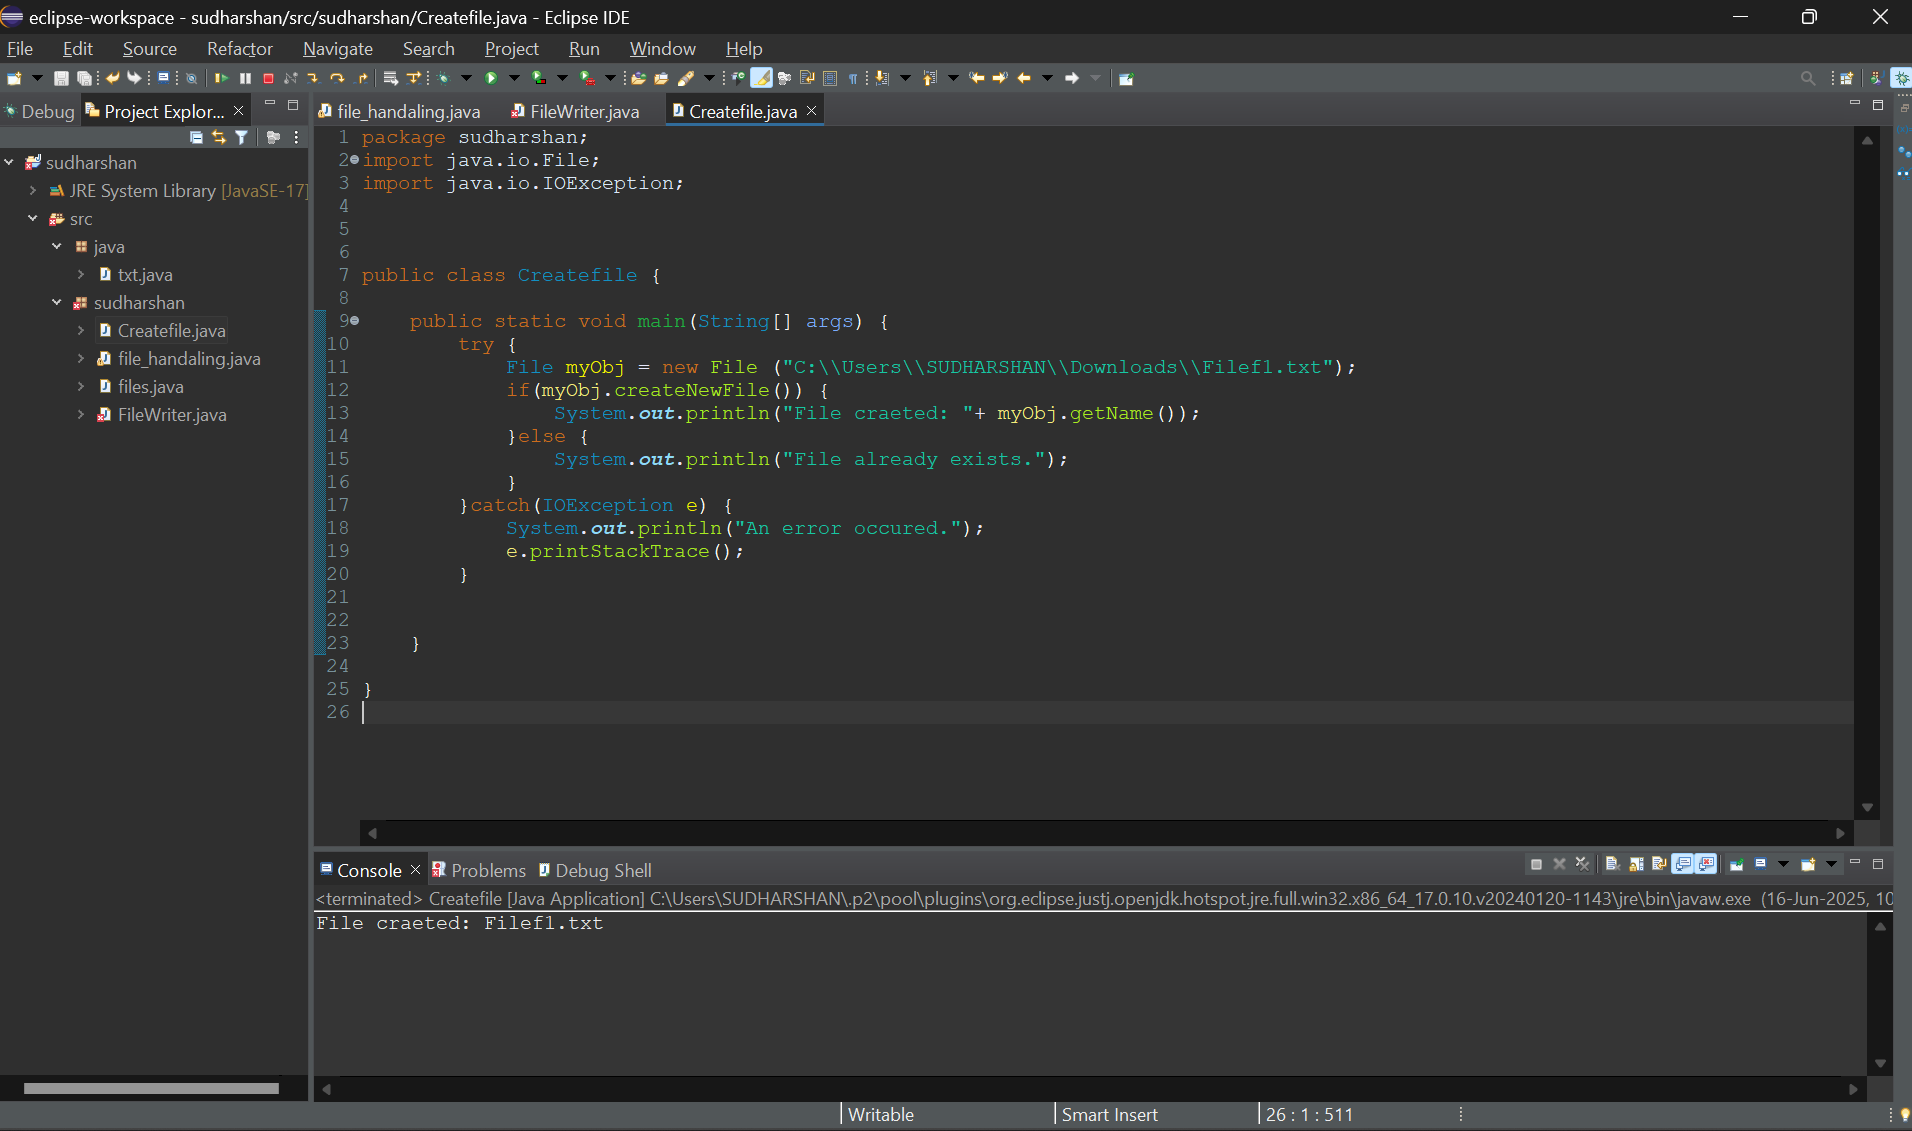 eclipse-workspace - sudharshan/src/sudharshan/Createfile.java - Eclipse IDE
File Edit Source Refactor Navigate Search Project Run Window Help
Debug Project Explor...
file_handaling.java FileWriter.java Createfile.java
sudharshan
JRE System Library [JavaSE-17]
src
java
txt.java
sudharshan
Createfile.java
file_handaling.java
files.java
FileWriter.java
1 package sudharshan;
2 import java.io.File;
3 import java.io.IOException;
4
5
6
7 public class Createfile {
8
9 public static void main(String[] args) {
10 try {
11 File myObj = new File ("C:\\Users\\SUDHARSHAN\\Downloads\\Filef1.txt");
12 if(myObj.createNewFile()) {
13 System.out.println("File craeted: "+ myObj.getName());
14 }else {
15 System.out.println("File already exists.");
16 }
17 }catch(IOException e) {
18 System.out.println("An error occured.");
19 e.printStackTrace();
20 }
21
22
23 }
24
25 }
26
Console Problems Debug Shell
<terminated> Createfile [Java Application] C:\Users\SUDHARSHAN\.p2\pool\plugins\org.eclipse.justj.openjdk.hotspot.jre.full.win32.x86_64_17.0.10.v20240120-1143\jre\bin\javaw.exe (16-Jun-2025, 10
File craeted: Filef1.txt
Writable Smart Insert 26 : 1 : 511